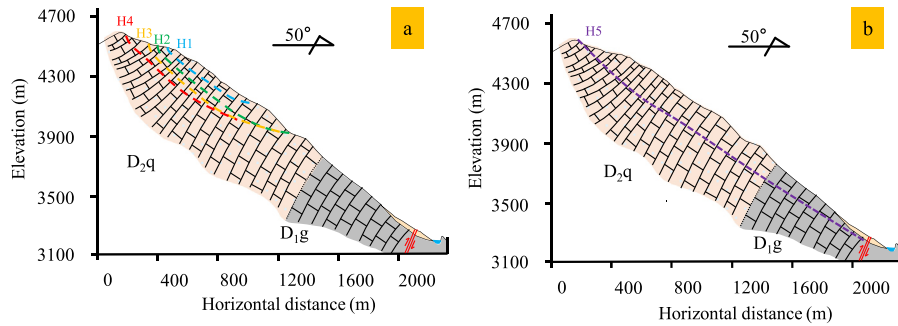 4700
4300
3900
3500
3100
Elevation (m)
H4
H3
H2
H1
50°
a
D₂q
D₁g
0 400 800 1200 1600 2000
Horizontal distance (m)
4700
4300
3900
3500
3100
Elevation (m)
H5
50°
b
D₂q
D₁g
0 400 800 1200 1600 2000
Horizontal distance (m)